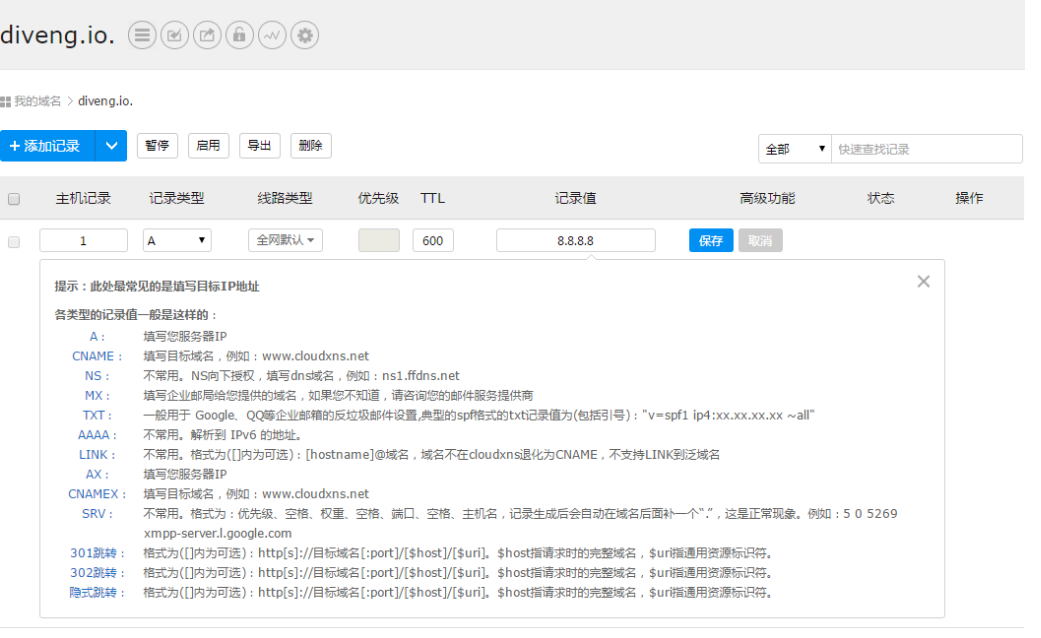 diveng.io.
我的域名 > diveng.io.
+ 添加记录 暂停 启用 导出 删除 全部 快速查找记录
主机记录 记录类型 线路类型 优先级 TTL 记录值 高级功能 状态 操作
1 A 全网默认 600 8.8.8.8 保存 取消
提示：此处最常见的是填写目标IP地址
各类型的记录值一般是这样的：
A： 填写您服务器IP
CNAME： 填写目标域名，例如：www.cloudxns.net
NS： 不常用。NS向下授权，填写dns域名，例如：ns1.ffdns.net
MX： 填写企业邮局给您提供的域名，如果您不知道，请咨询您的邮件服务提供商
TXT： 一般用于 Google、QQ等企业邮箱的反垃圾邮件设置,典型的spf格式的txt记录值为(包括引号)："v=spf1 ip4:xx.xx.xx.xx ~all"
AAAA： 不常用。解析到 IPv6 的地址。
LINK： 不常用。格式为([]内为可选)：[hostname]@域名，域名不在cloudxns退化为CNAME，不支持LINK到泛域名
AX： 填写您服务器IP
CNAMEX： 填写目标域名，例如：www.cloudxns.net
SRV： 不常用。格式为：优先级、空格、权重、空格、端口、空格、主机名，记录生成后会自动在域名后面补一个“.”，这是正常现象。例如：5 0 5269
xmpp-server.l.google.com
301跳转： 格式为([]内为可选)：http[s]://目标域名[:port]/[$host]/[$uri]。$host指请求时的完整域名，$uri指通用资源标识符。
302跳转： 格式为([]内为可选)：http[s]://目标域名[:port]/[$host]/[$uri]。$host指请求时的完整域名，$uri指通用资源标识符。
隐式跳转： 格式为([]内为可选)：http[s]://目标域名[:port]/[$host]/[$uri]。$host指请求时的完整域名，$uri指通用资源标识符。